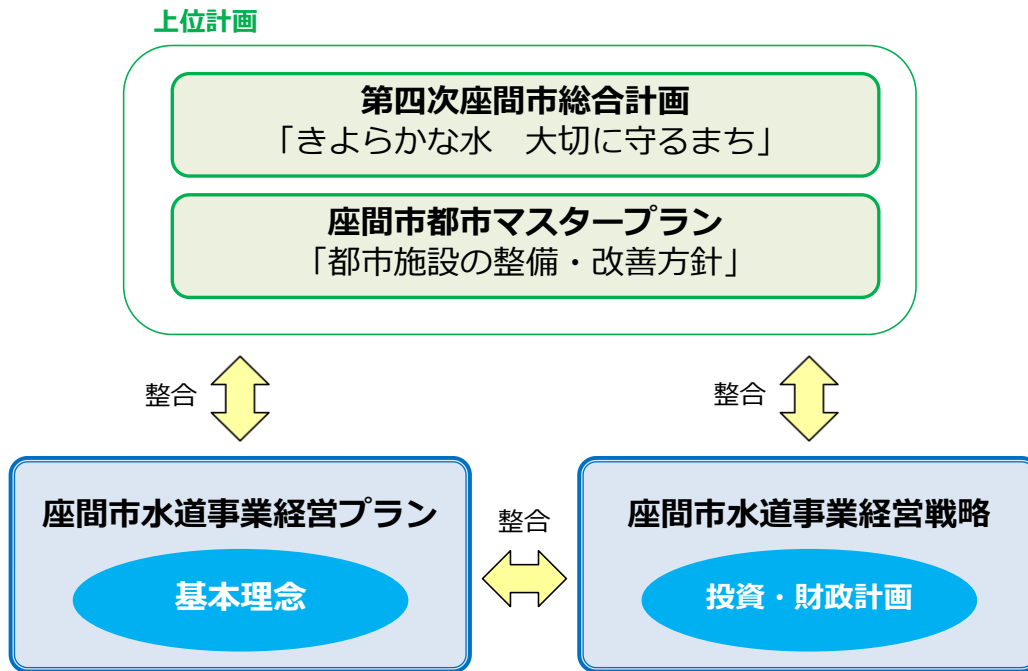 上位計画
第四次座間市総合計画
「きよらかな水　大切に守るまち」
座間市都市マスタープラン
「都市施設の整備・改善方針」
整合
整合
座間市水道事業経営プラン
基本理念
整合
座間市水道事業経営戦略
投資・財政計画